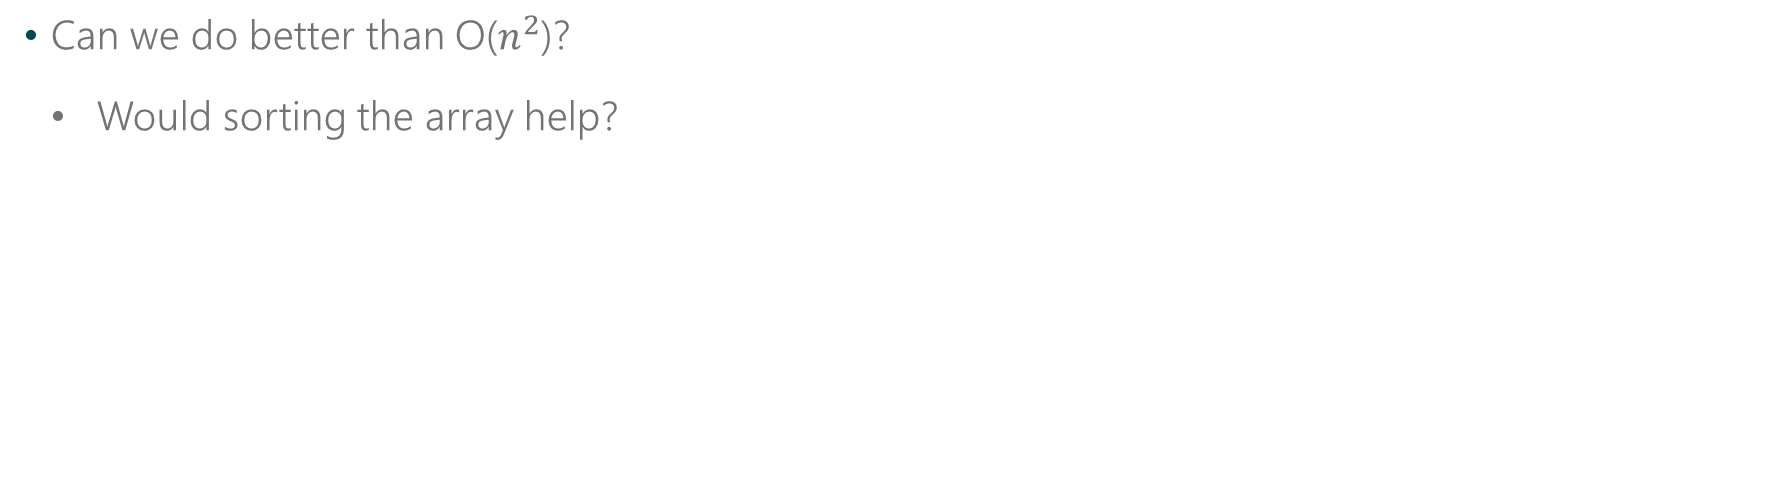 • Can we do better than O(n²)?
• Would sorting the array help?